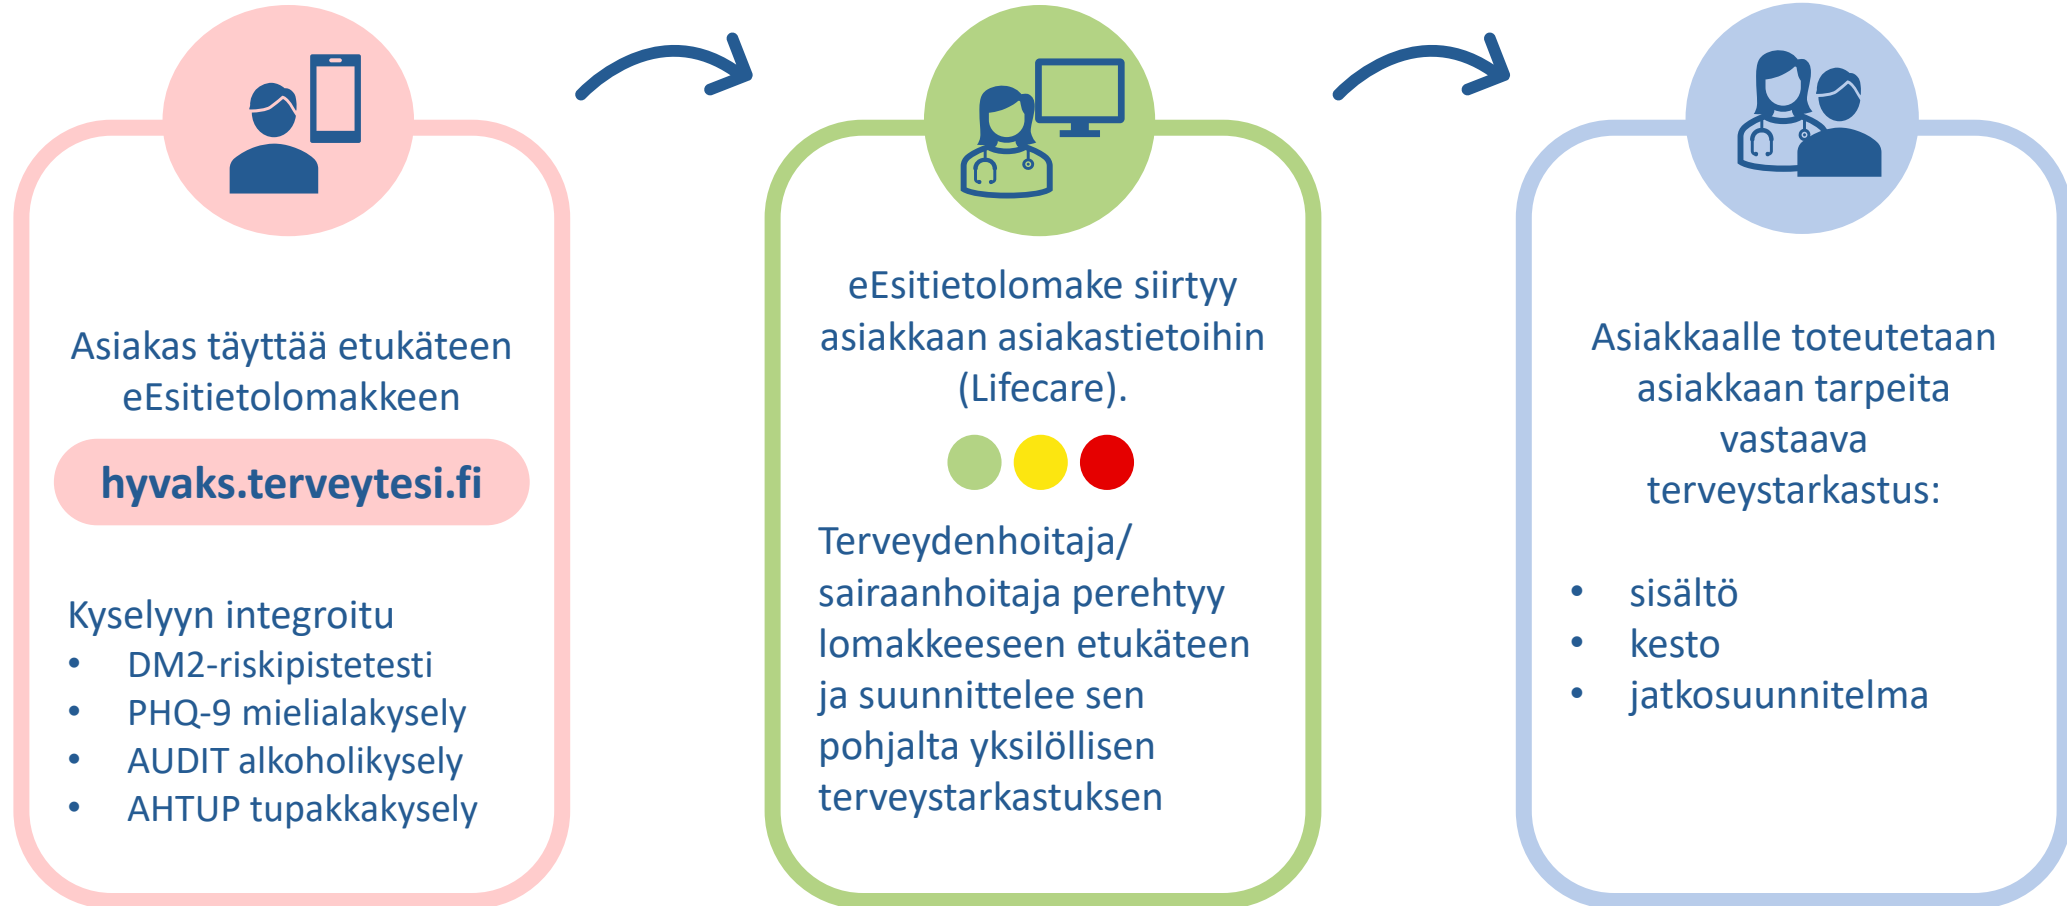 Asiakas täyttää etukäteen
eEsitietolomakkeen
hyvaks.terveytesi.fi
Kyselyyn integroitu
• DM2-riskipistetesti
• PHQ-9 mielialakysely
• AUDIT alkoholikysely
• AHTUP tupakkakysely
eEsitietolomake siirtyy
asiakkaan asiakastietoihin
(Lifecare).
Terveydenhoitaja/
sairaanhoitaja perehtyy
lomakkeeseen etukäteen
ja suunnittelee sen
pohjalta yksilöllisen
terveystarkastuksen
Asiakkaalle toteutetaan
asiakkaan tarpeita
vastaava
terveystarkastus:
• sisältö
• kesto
• jatkosuunnitelma